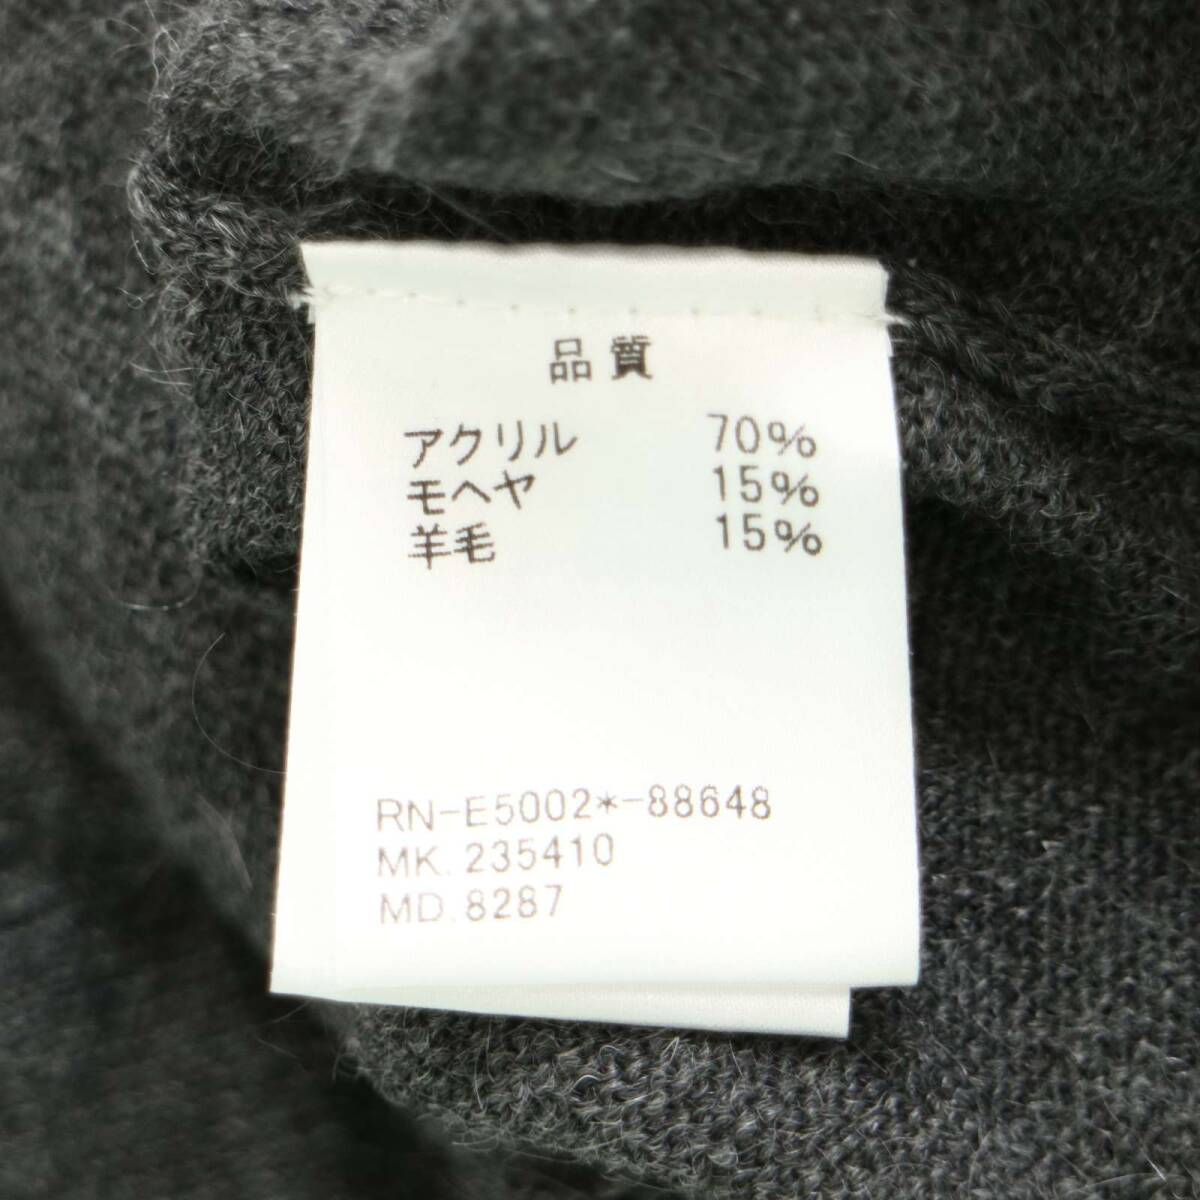 品質
アクリル 70%
モヘヤ 15%
羊毛 15%
RN-E5002*-88648
MK.235410
MD.8287